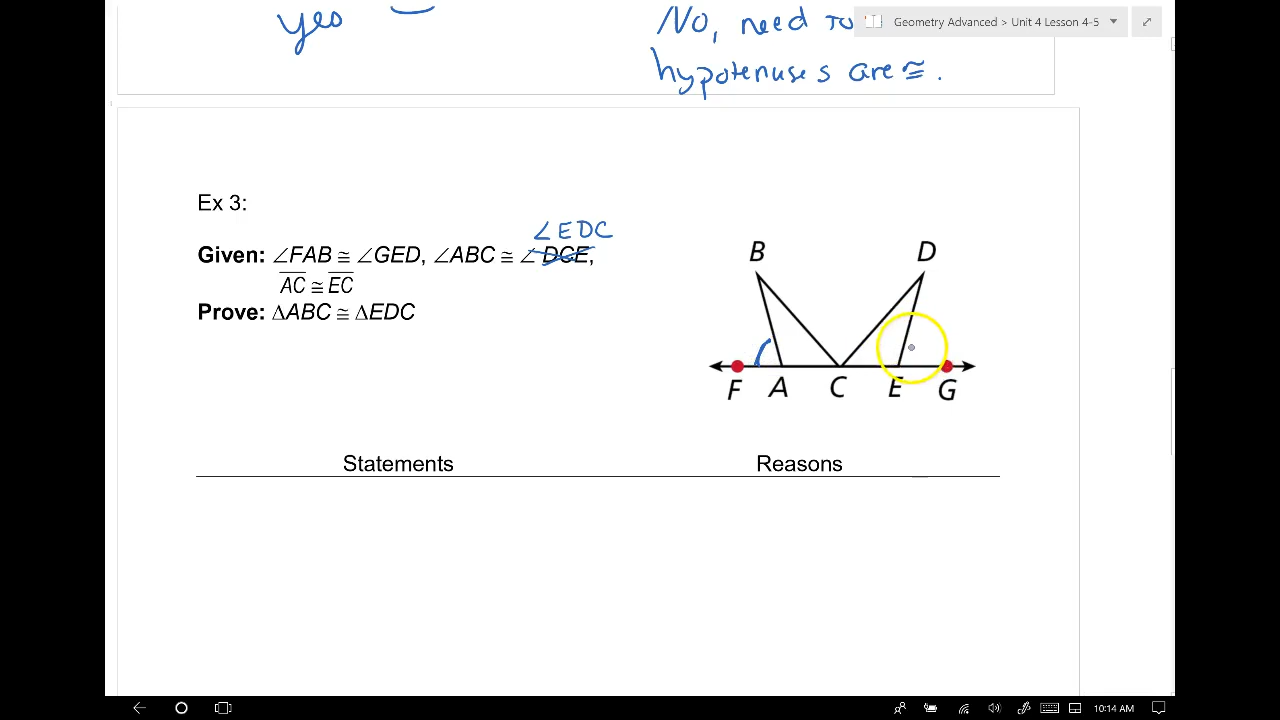 yes
No, need to
hypotenuses are ≅.
Geometry Advanced > Unit 4 Lesson 4-5
Ex 3:
∠EDC
Given: ∠FAB ≅ ∠GED, ∠ABC ≅ ∠DCE,
AC ≅ EC
Prove: ΔABC ≅ ΔEDC
B D
F A C E G
Statements Reasons
10:14 AM